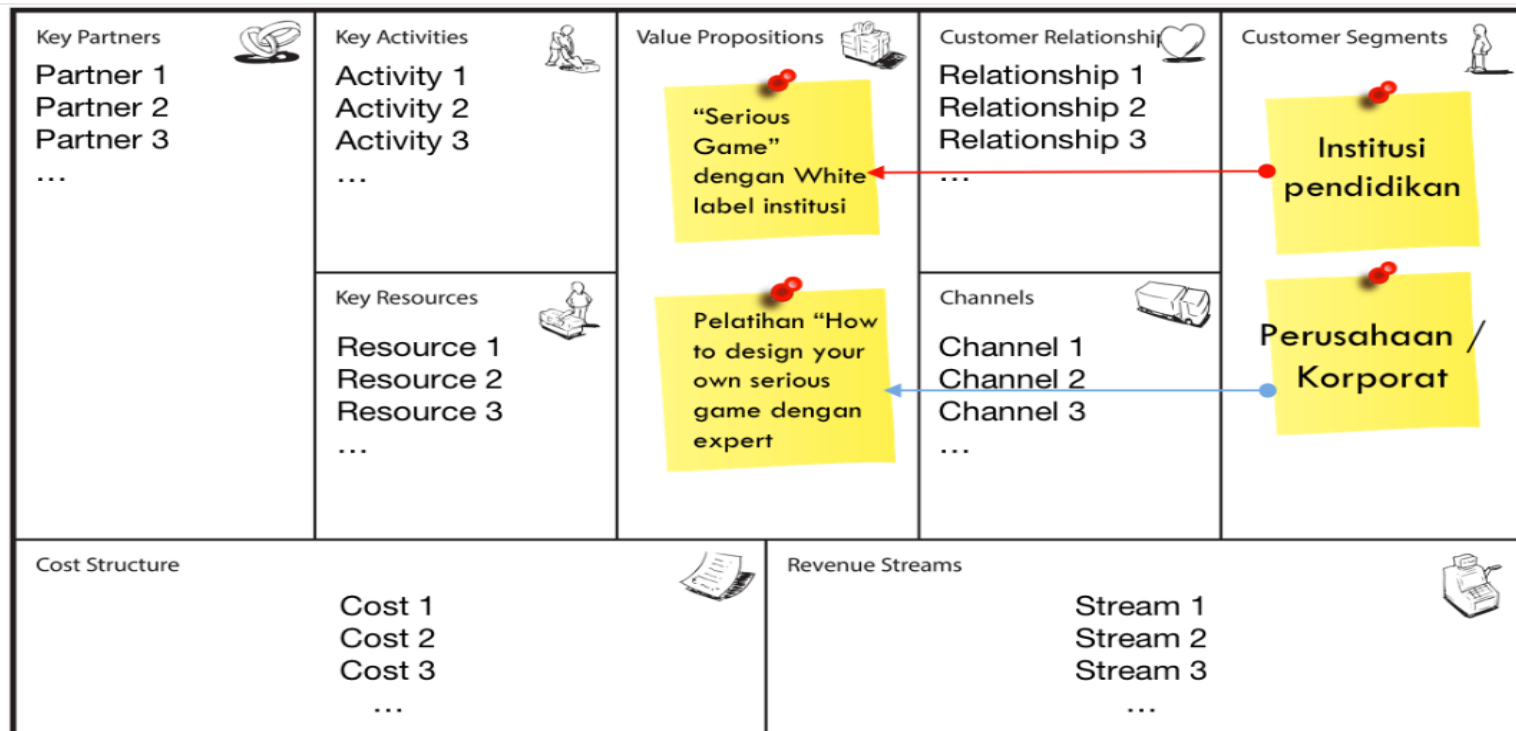 Key Partners
Partner 1
Partner 2
Partner 3
...
Key Activities
Activity 1
Activity 2
Activity 3
...
Key Resources
Resource 1
Resource 2
Resource 3
...
Value Propositions
“Serious
Game”
dengan White
label institusi
Pelatihan “How
to design your
own serious
game dengan
expert
Customer Relationship
Relationship 1
Relationship 2
Relationship 3
...
Channels
Channel 1
Channel 2
Channel 3
...
Customer Segments
Institusi
pendidikan
Perusahaan /
Korporat
Cost Structure
Cost 1
Cost 2
Cost 3
...
Revenue Streams
Stream 1
Stream 2
Stream 3
...